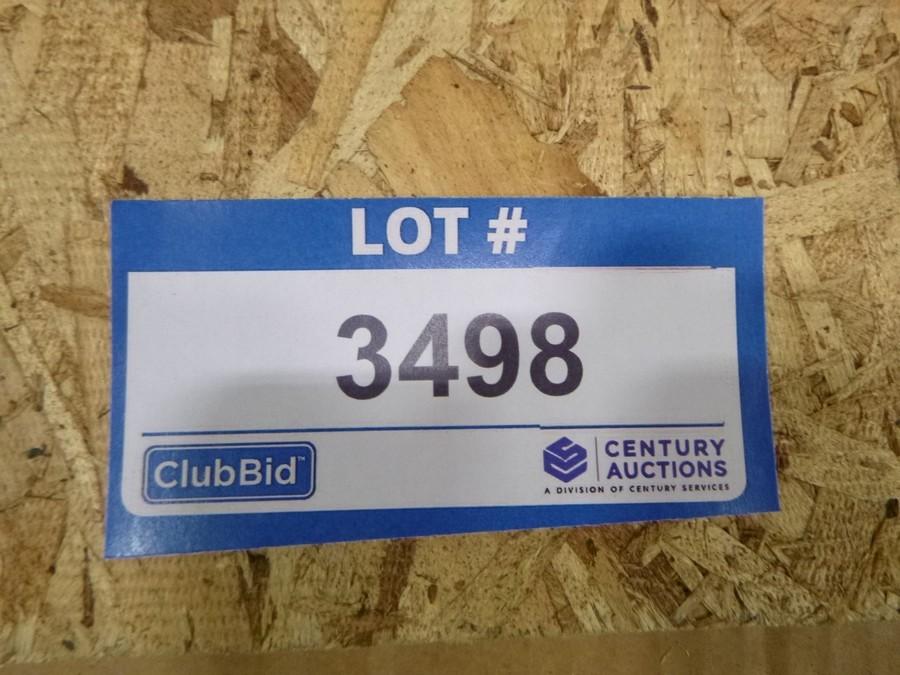 LOT #
3498
ClubBid™
CENTURY
AUCTIONS
A DIVISION OF CENTURY SERVICES